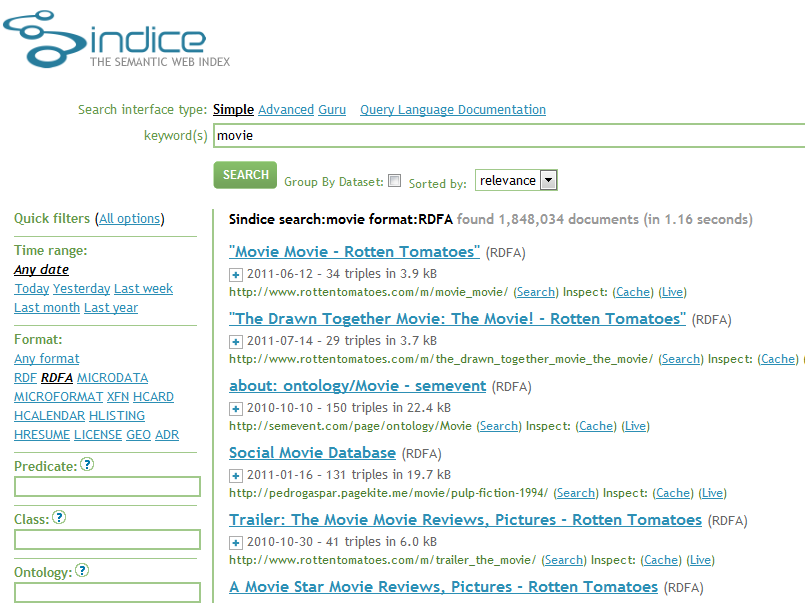 Sindice
THE SEMANTIC WEB INDEX
Search interface type: Simple Advanced Guru Query Language Documentation
keyword(s) movie
SEARCH Group By Dataset: Sorted by: relevance
Quick filters (All options)
Time range:
Any date
Today Yesterday Last week
Last month Last year
Format:
Any format
RDF RDFA MICRODATA
MICROFORMAT XFN HCARD
HCALENDAR HLISTING
HRESUME LICENSE GEO ADR
Predicate: ?
Class: ?
Ontology: ?
Sindice search:movie format:RDFA found 1,848,034 documents (in 1.16 seconds)
"Movie Movie - Rotten Tomatoes" (RDFA)
+ 2011-06-12 - 34 triples in 3.9 kB
http://www.rottentomatoes.com/m/movie_movie/ (Search) Inspect: (Cache) (Live)
"The Drawn Together Movie: The Movie! - Rotten Tomatoes" (RDFA)
+ 2011-07-14 - 29 triples in 3.7 kB
http://www.rottentomatoes.com/m/the_drawn_together_movie_the_movie/ (Search) Inspect: (Cache) (
about: ontology/Movie - semevent (RDFA)
+ 2010-10-10 - 150 triples in 22.4 kB
http://semevent.com/page/ontology/Movie (Search) Inspect: (Cache) (Live)
Social Movie Database (RDFA)
+ 2011-01-16 - 131 triples in 19.7 kB
http://pedrogaspar.pagekite.me/movie/pulp-fiction-1994/ (Search) Inspect: (Cache) (Live)
Trailer: The Movie Movie Reviews, Pictures - Rotten Tomatoes (RDFA)
+ 2010-10-30 - 41 triples in 6.0 kB
http://www.rottentomatoes.com/m/trailer_the_movie/ (Search) Inspect: (Cache) (Live)
A Movie Star Movie Reviews, Pictures - Rotten Tomatoes (RDFA)